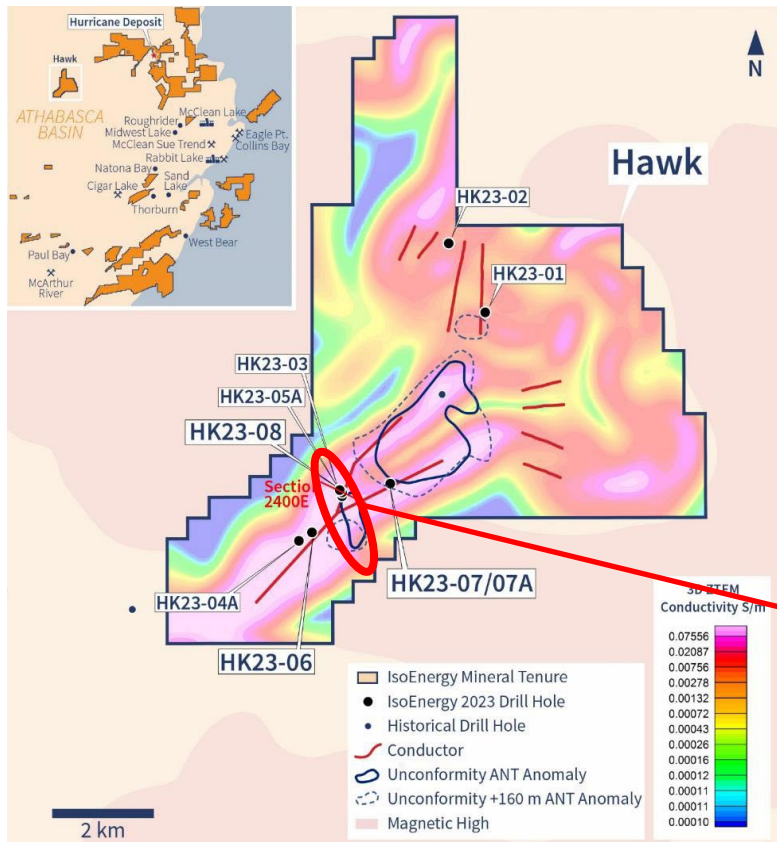 Hurricane Deposit
Hawk
ATHABASCA
BASIN
Roughrider
McClean Lake
Midwest Lake
McClean Sue Trend
Eagle Pt.
Collins Bay
Rabbit Lake
Natona Bay
Sand
Lake
Cigar Lake
Thorburn
West Bear
Paul Bay
McArthur
River
N
Hawk
HK23-02
HK23-01
HK23-03
HK23-05A
HK23-08
Section
2400E
HK23-07/07A
HK23-04A
HK23-06
3D ZTEM
Conductivity S/m
0.07556
0.02087
0.00756
0.00278
0.00132
0.00072
0.00043
0.00026
0.00016
0.00012
0.00011
0.00011
0.00010
IsoEnergy Mineral Tenure
IsoEnergy 2023 Drill Hole
Historical Drill Hole
Conductor
Unconformity ANT Anomaly
Unconformity +160 m ANT Anomaly
Magnetic High
2 km